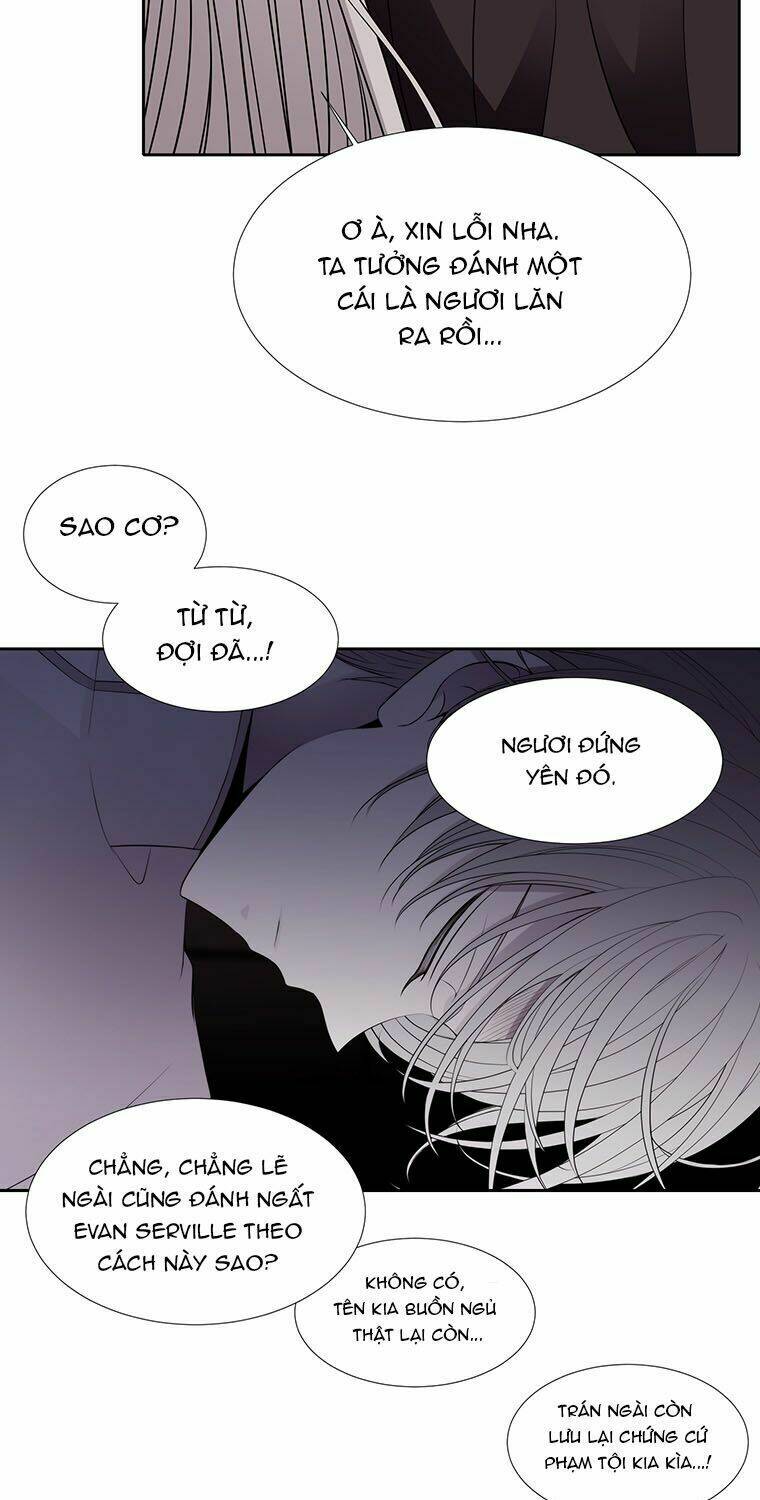 Ơ À, XIN LỖI NHA.
TA TƯỞNG ĐÁNH MỘT
CÁI LÀ NGƯƠI LĂN
RA RỒI...
SAO CƠ?
TỪ TỪ,
ĐỢI ĐÃ...!
NGƯƠI ĐỨNG
YÊN ĐÓ.
CHẲNG, CHẲNG LẼ
NGÀI CŨNG ĐÁNH NGẤT
EVAN SERVILLE THEO
CÁCH NÀY SAO?
KHÔNG CÓ,
TÊN KIA BUỒN NGỦ
THẬT LẠI CÒN...
TRÁN NGÀI CÒN
LƯU LẠI CHỨNG CỨ
PHẠM TỘI KIA KÌA...!